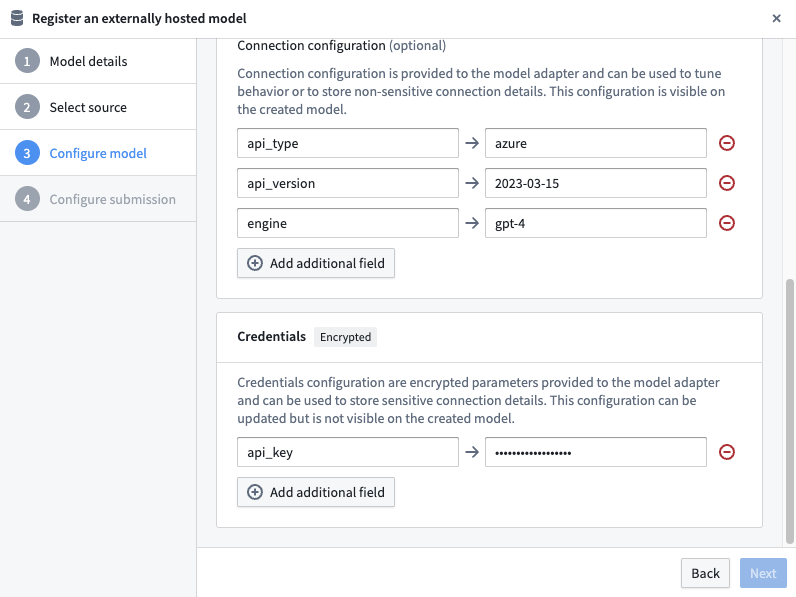 Register an externally hosted model
1 Model details
2 Select source
3 Configure model
4 Configure submission
Connection configuration (optional)
Connection configuration is provided to the model adapter and can be used to tune
behavior or to store non-sensitive connection details. This configuration is visible on
the created model.
api_type → azure
api_version → 2023-03-15
engine → gpt-4
Add additional field
Credentials Encrypted
Credentials configuration are encrypted parameters provided to the model adapter
and can be used to store sensitive connection details. This configuration can be
updated but is not visible on the created model.
api_key → ••••••••••••••••••
Add additional field
Back Next